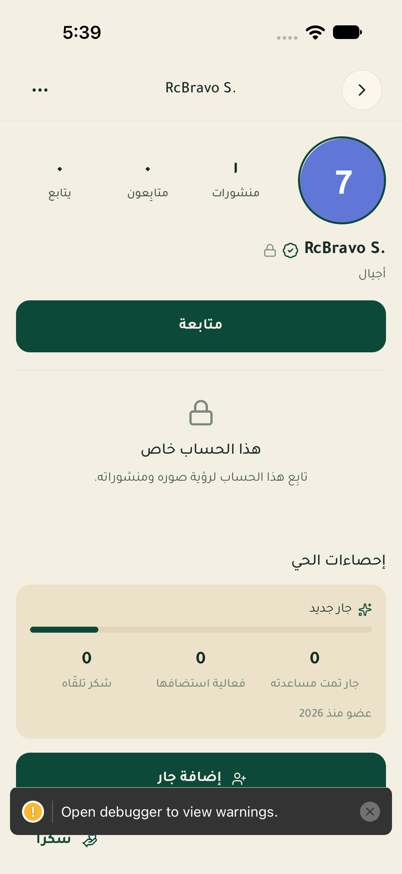 5:39
RcBravo S.
7
١
منشورات
٠
متابِعون
٠
يتابع
RcBravo S.
أجيال
متابعة
هذا الحساب خاص
تابِع هذا الحساب لرؤية صوره ومنشوراته.
إحصاءات الحي
جار جديد
0
جار تمت مساعدته
0
فعالية استضافها
0
شكر تلقّاه
عضو منذ 2026
إضافة جار
Open debugger to view warnings.
شكرًا